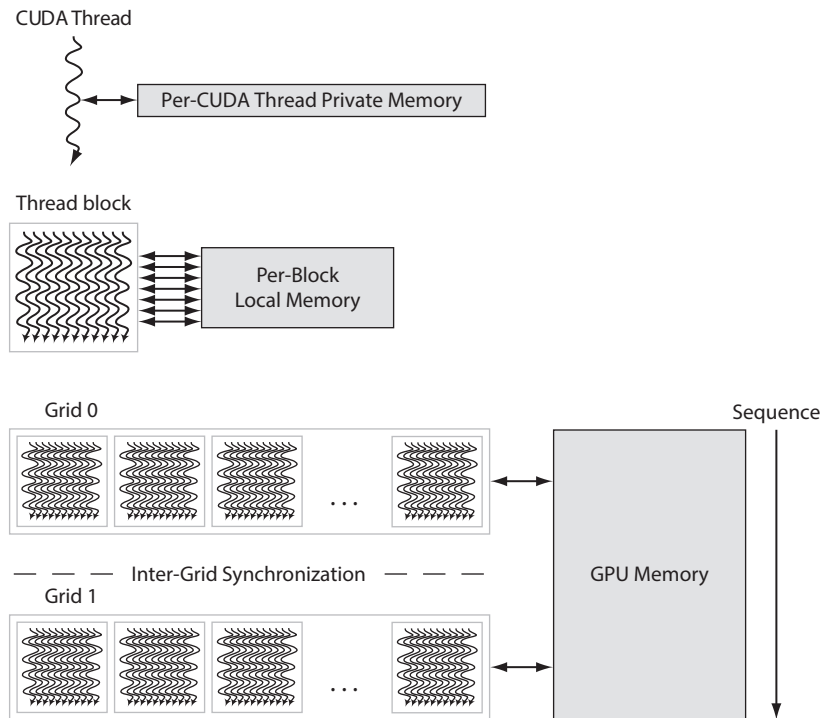 CUDA Thread
Per-CUDA Thread Private Memory
Thread block
Per-Block
Local Memory
Grid 0
Sequence
. . .
Inter-Grid Synchronization
GPU Memory
Grid 1
. . .